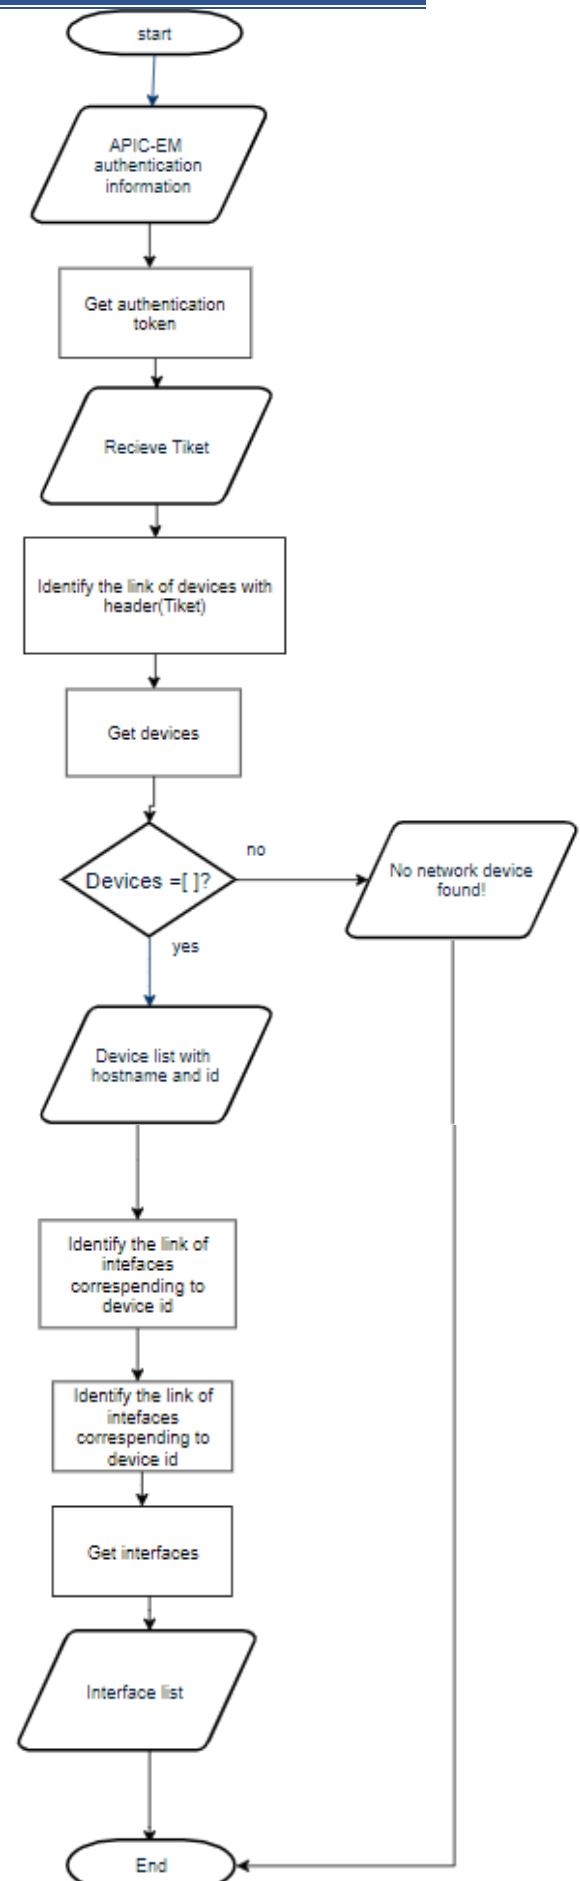 start
APIC-EM
authentication
information
Get authentication
token
Recieve Tiket
Identify the link of devices with
header(Tiket)
Get devices
Devices =[ ]?
no
No network device
found!
yes
Device list with
hostname and id
Identify the link of
intefaces
correspending to
device id
Identify the link of
intefaces
correspending to
device id
Get interfaces
Interface list
End